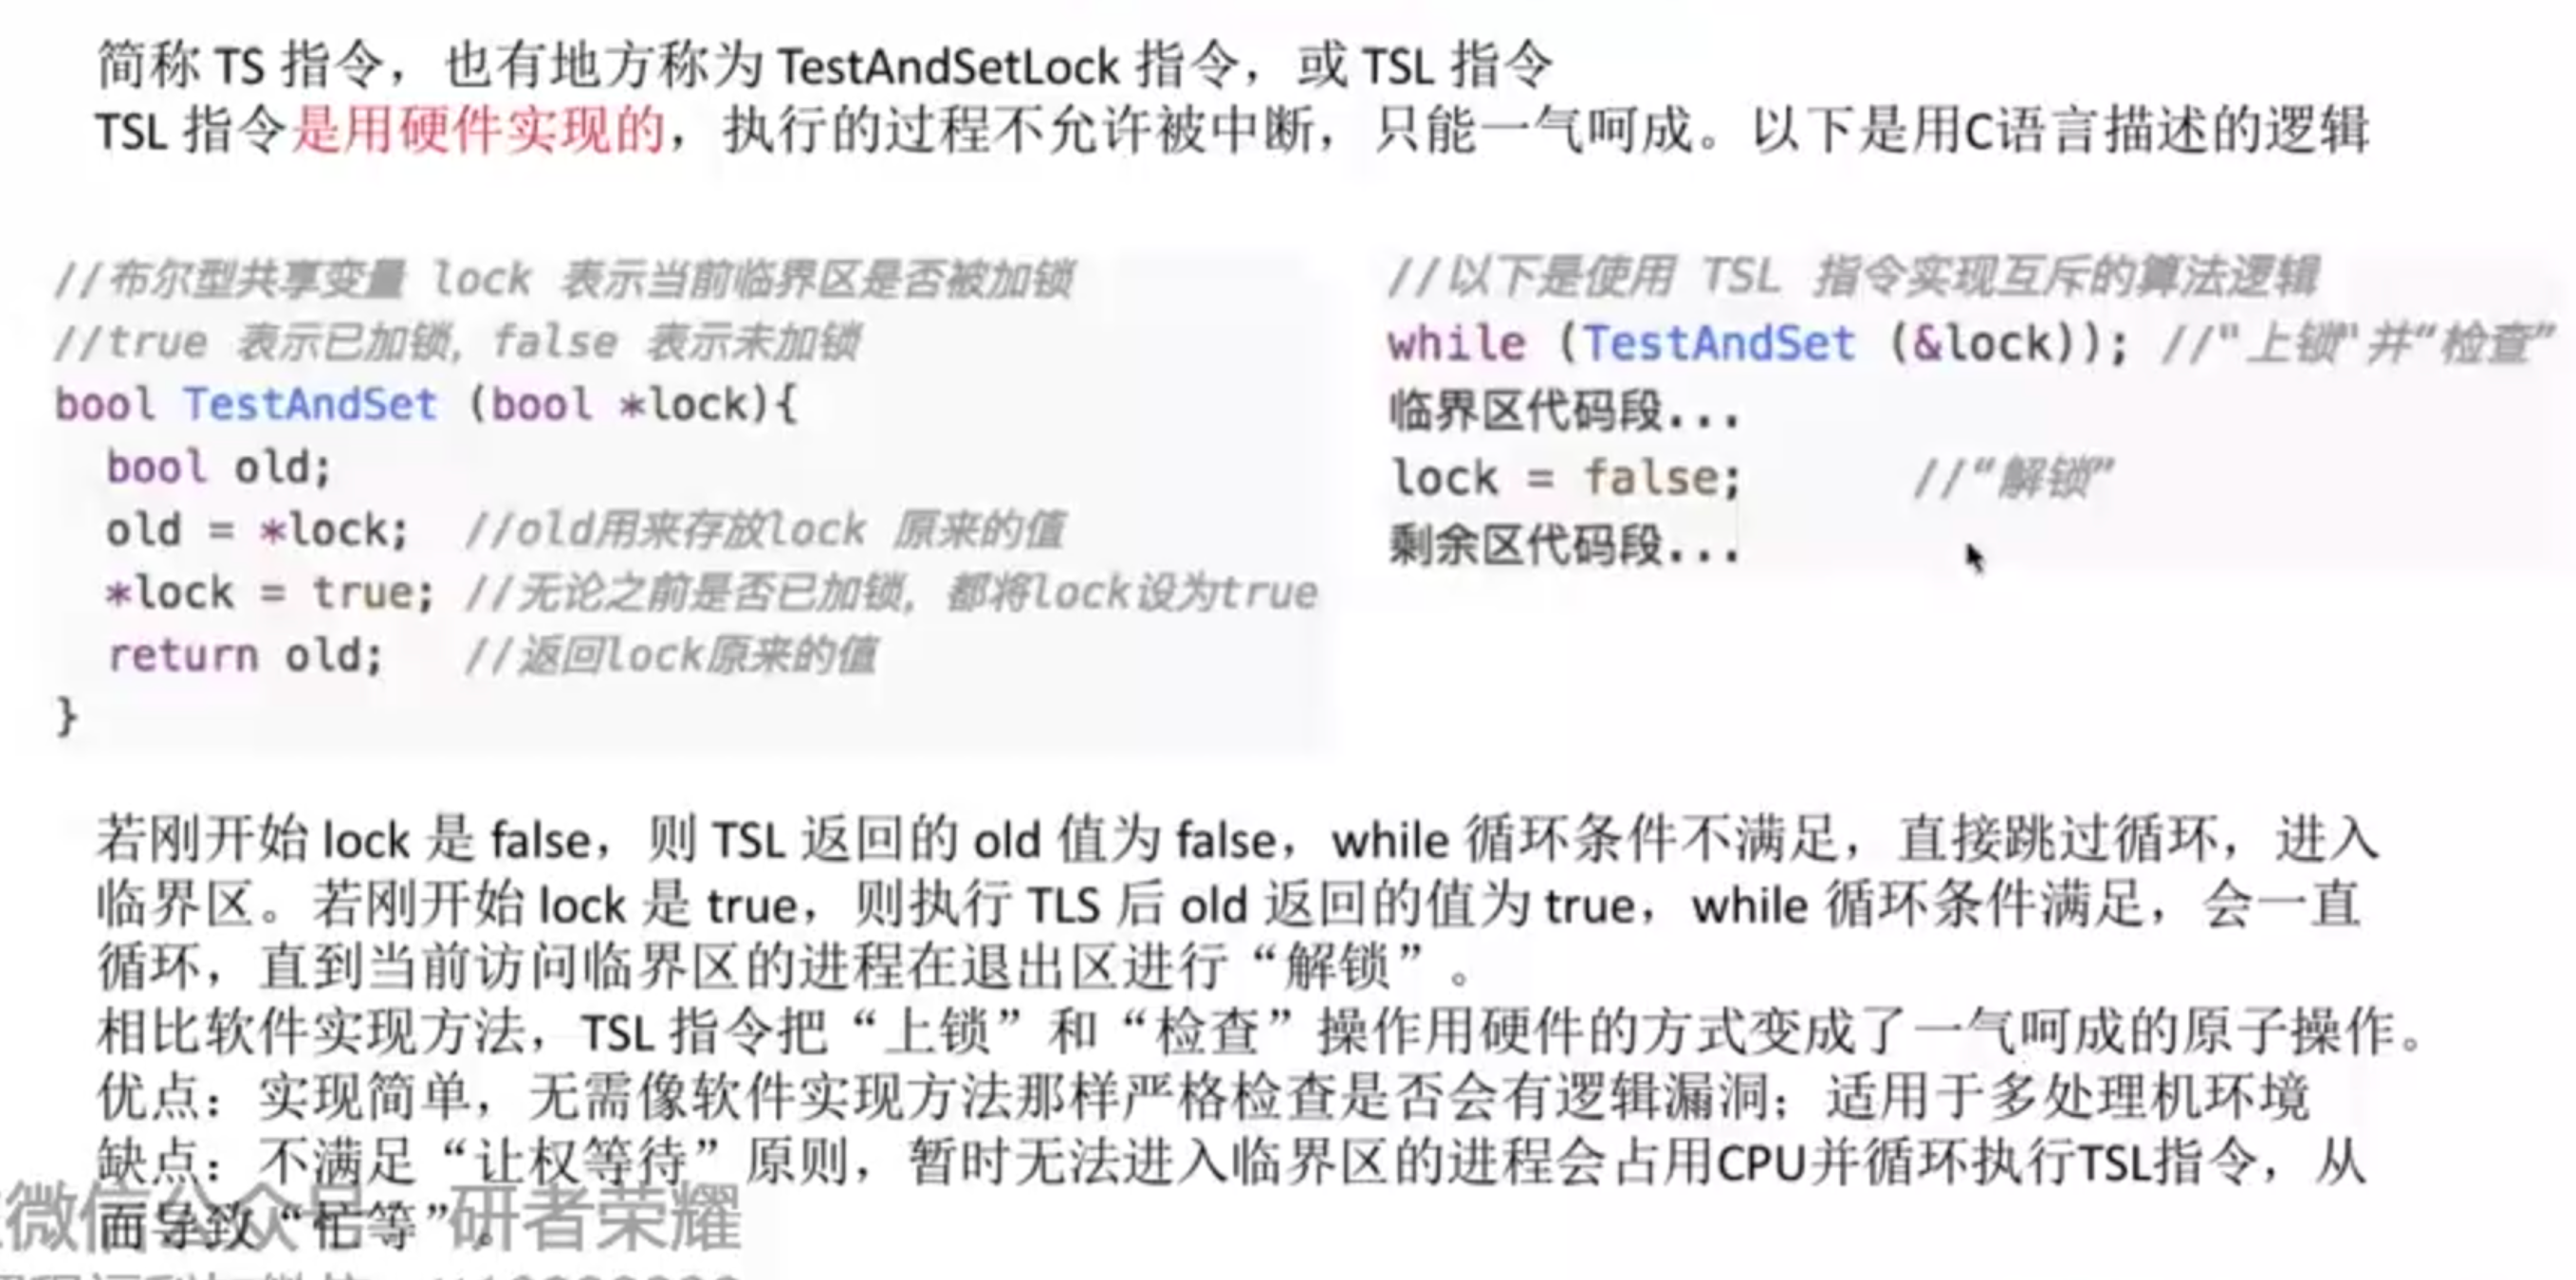 简称 TS 指令，也有地方称为 TestAndSetLock 指令，或 TSL 指令
TSL 指令是用硬件实现的，执行的过程不允许被中断，只能一气呵成。以下是用C语言描述的逻辑
//布尔型共享变量 lock 表示当前临界区是否被加锁
//true 表示已加锁，false 表示未加锁
bool TestAndSet (bool *lock){
bool old;
old = *lock; //old用来存放lock 原来的值
*lock = true; //无论之前是否已加锁，都将lock设为true
return old; //返回lock原来的值
}
//以下是使用 TSL 指令实现互斥的算法逻辑
while (TestAndSet (&lock)); //"上锁"并"检查"
临界区代码段...
lock = false; //"解锁"
剩余区代码段...
若刚开始 lock 是 false，则 TSL 返回的 old 值为 false，while 循环条件不满足，直接跳过循环，进入
临界区。若刚开始 lock 是 true，则执行 TLS 后 old 返回的值为 true，while 循环条件满足，会一直
循环，直到当前访问临界区的进程在退出区进行“解锁”。
相比软件实现方法，TSL 指令把“上锁”和“检查”操作用硬件的方式变成了一气呵成的原子操作。
优点：实现简单，无需像软件实现方法那样严格检查是否会有逻辑漏洞；适用于多处理机环境
缺点：不满足“让权等待”原则，暂时无法进入临界区的进程会占用CPU并循环执行TSL指令，从
而导致“忙等”。
微信公众号 研者荣耀